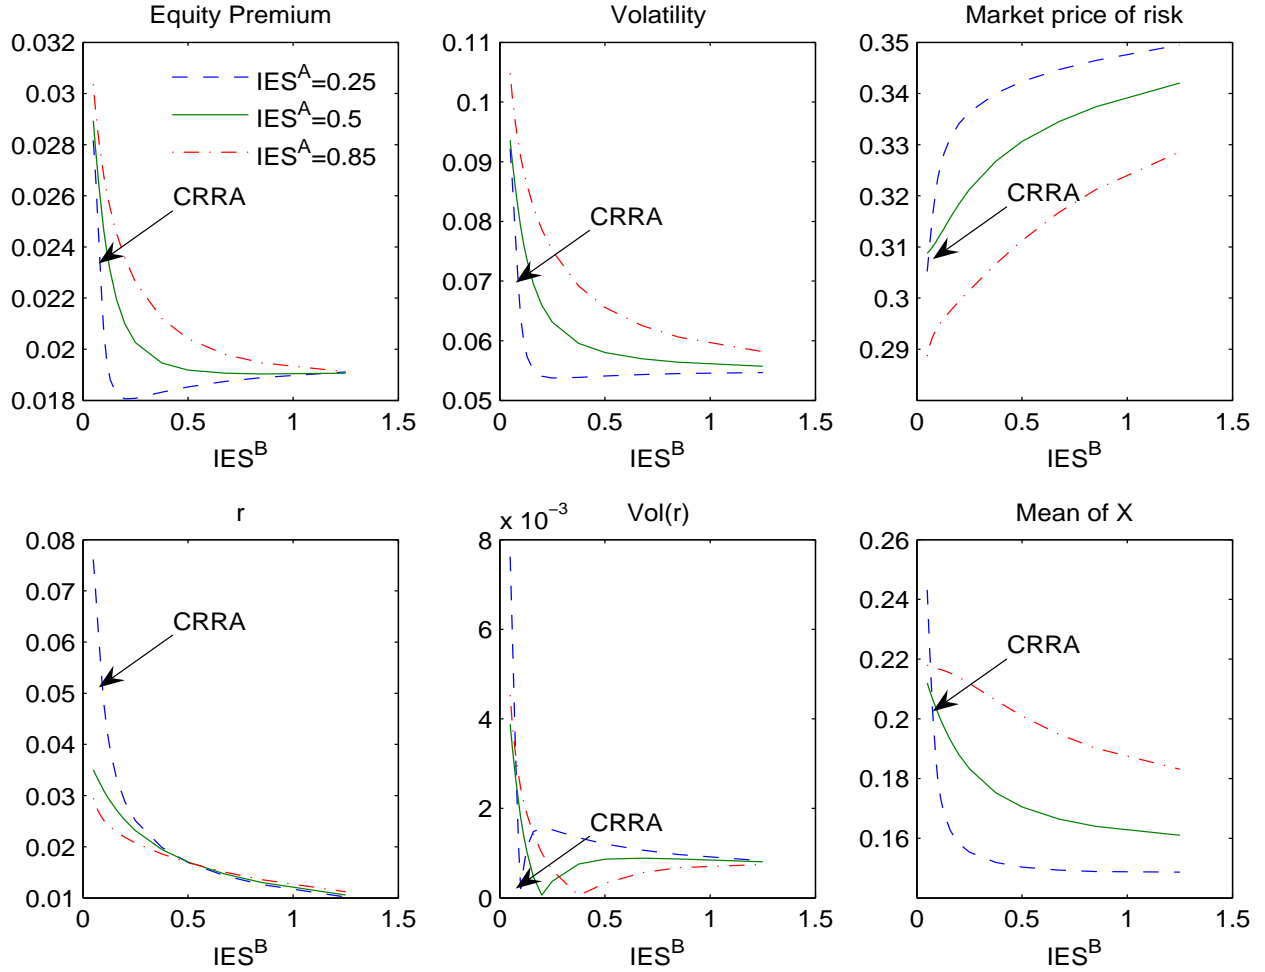 Equity Premium
0.032
0.03
0.028
0.026
0.024
0.022
0.02
0.018
0
0.5
1
1.5
IES^B
IES^A=0.25
IES^A=0.5
IES^A=0.85
CRRA
Volatility
0.11
0.1
0.09
0.08
0.07
0.06
0.05
0
0.5
1
1.5
IES^B
CRRA
Market price of risk
0.35
0.34
0.33
0.32
0.31
0.3
0.29
0
0.5
1
1.5
IES^B
CRRA
r
0.08
0.07
0.06
0.05
0.04
0.03
0.02
0.01
0
0.5
1
1.5
IES^B
CRRA
Vol(r)
x 10^−3
8
6
4
2
0
0
0.5
1
1.5
IES^B
CRRA
Mean of X
0.26
0.24
0.22
0.2
0.18
0.16
0
0.5
1
1.5
IES^B
CRRA